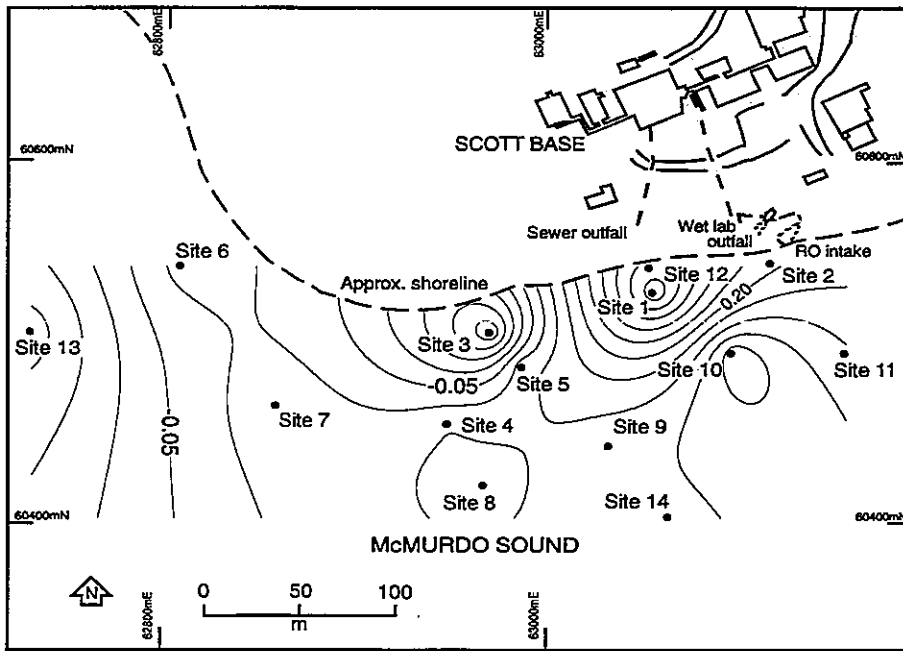 62800mE
63000mE
SCOTT BASE
60600mN
60600mN
Sewer outfall
Wet lab
outfall
RO intake
Site 6
Approx. shoreline
Site 12
Site 2
Site 1
0.20
Site 13
Site 3
Site 10
Site 11
-0.05
Site 5
-0.05
Site 7
Site 4
Site 9
Site 8
Site 14
60400mN
60400mN
McMURDO SOUND
N
0
50
100
m
62800mE
63000mE